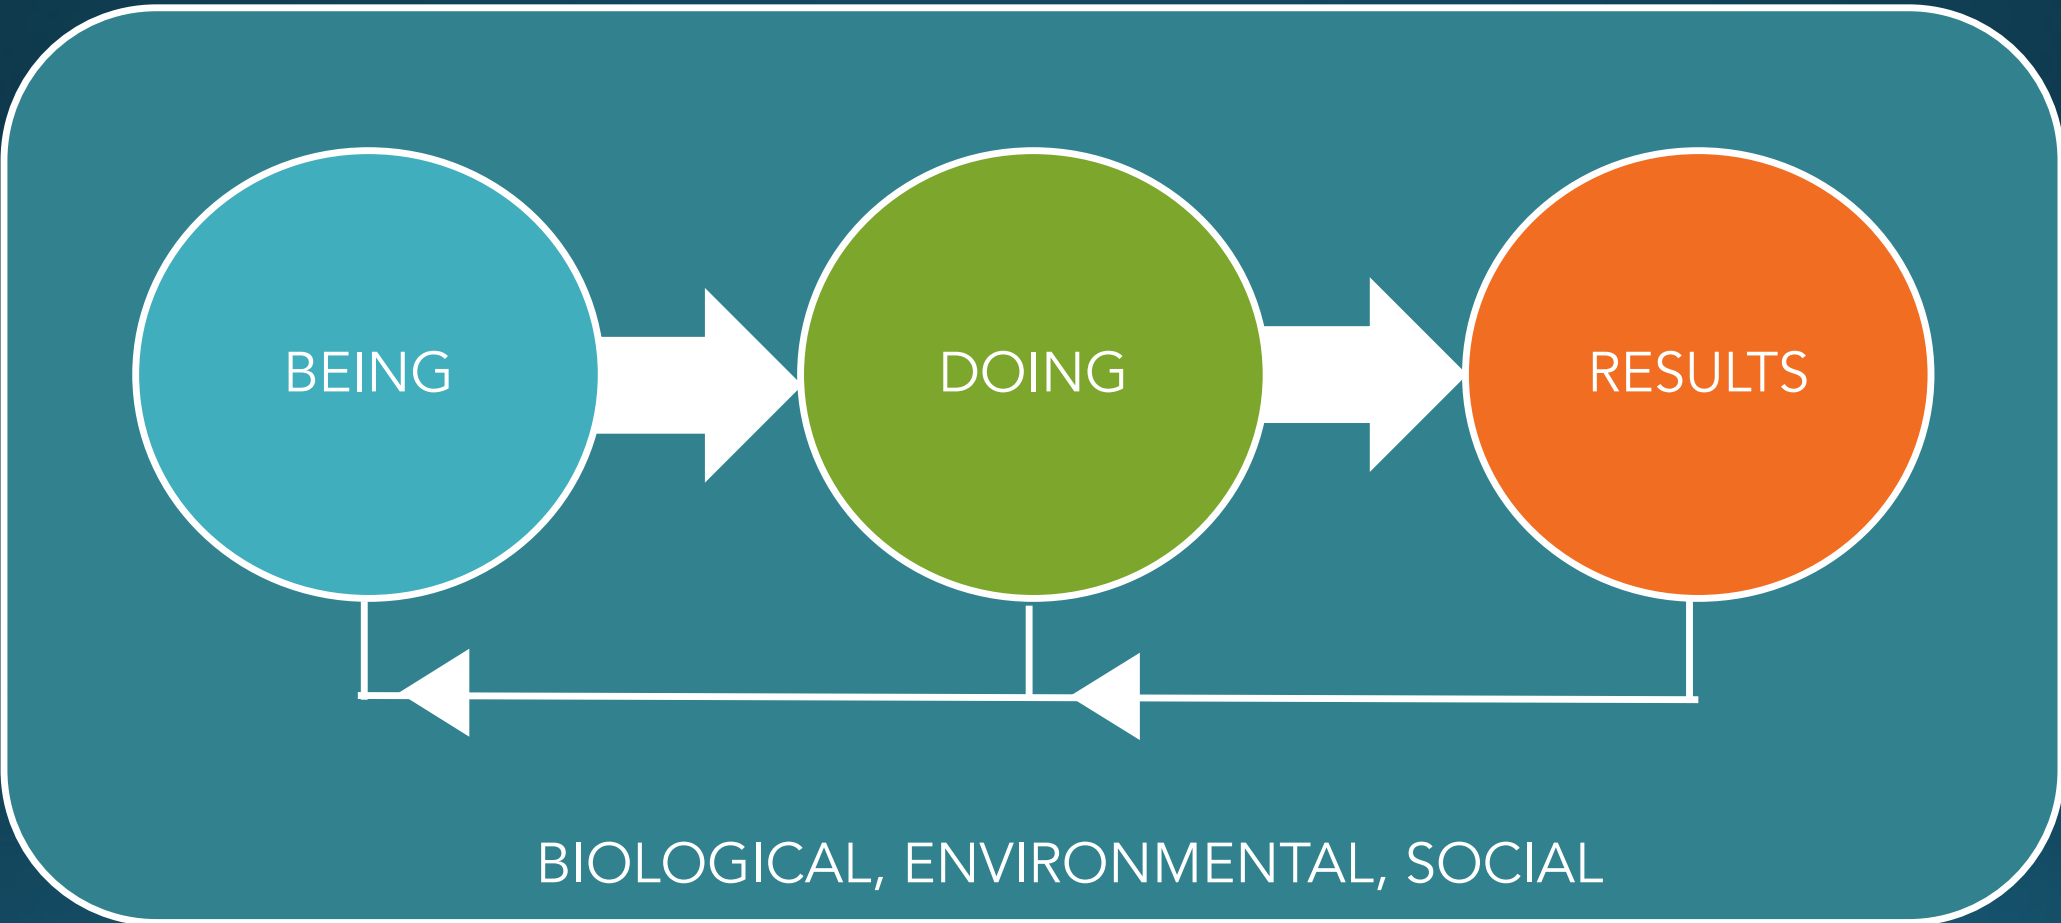 BEING
DOING
RESULTS
BIOLOGICAL, ENVIRONMENTAL, SOCIAL